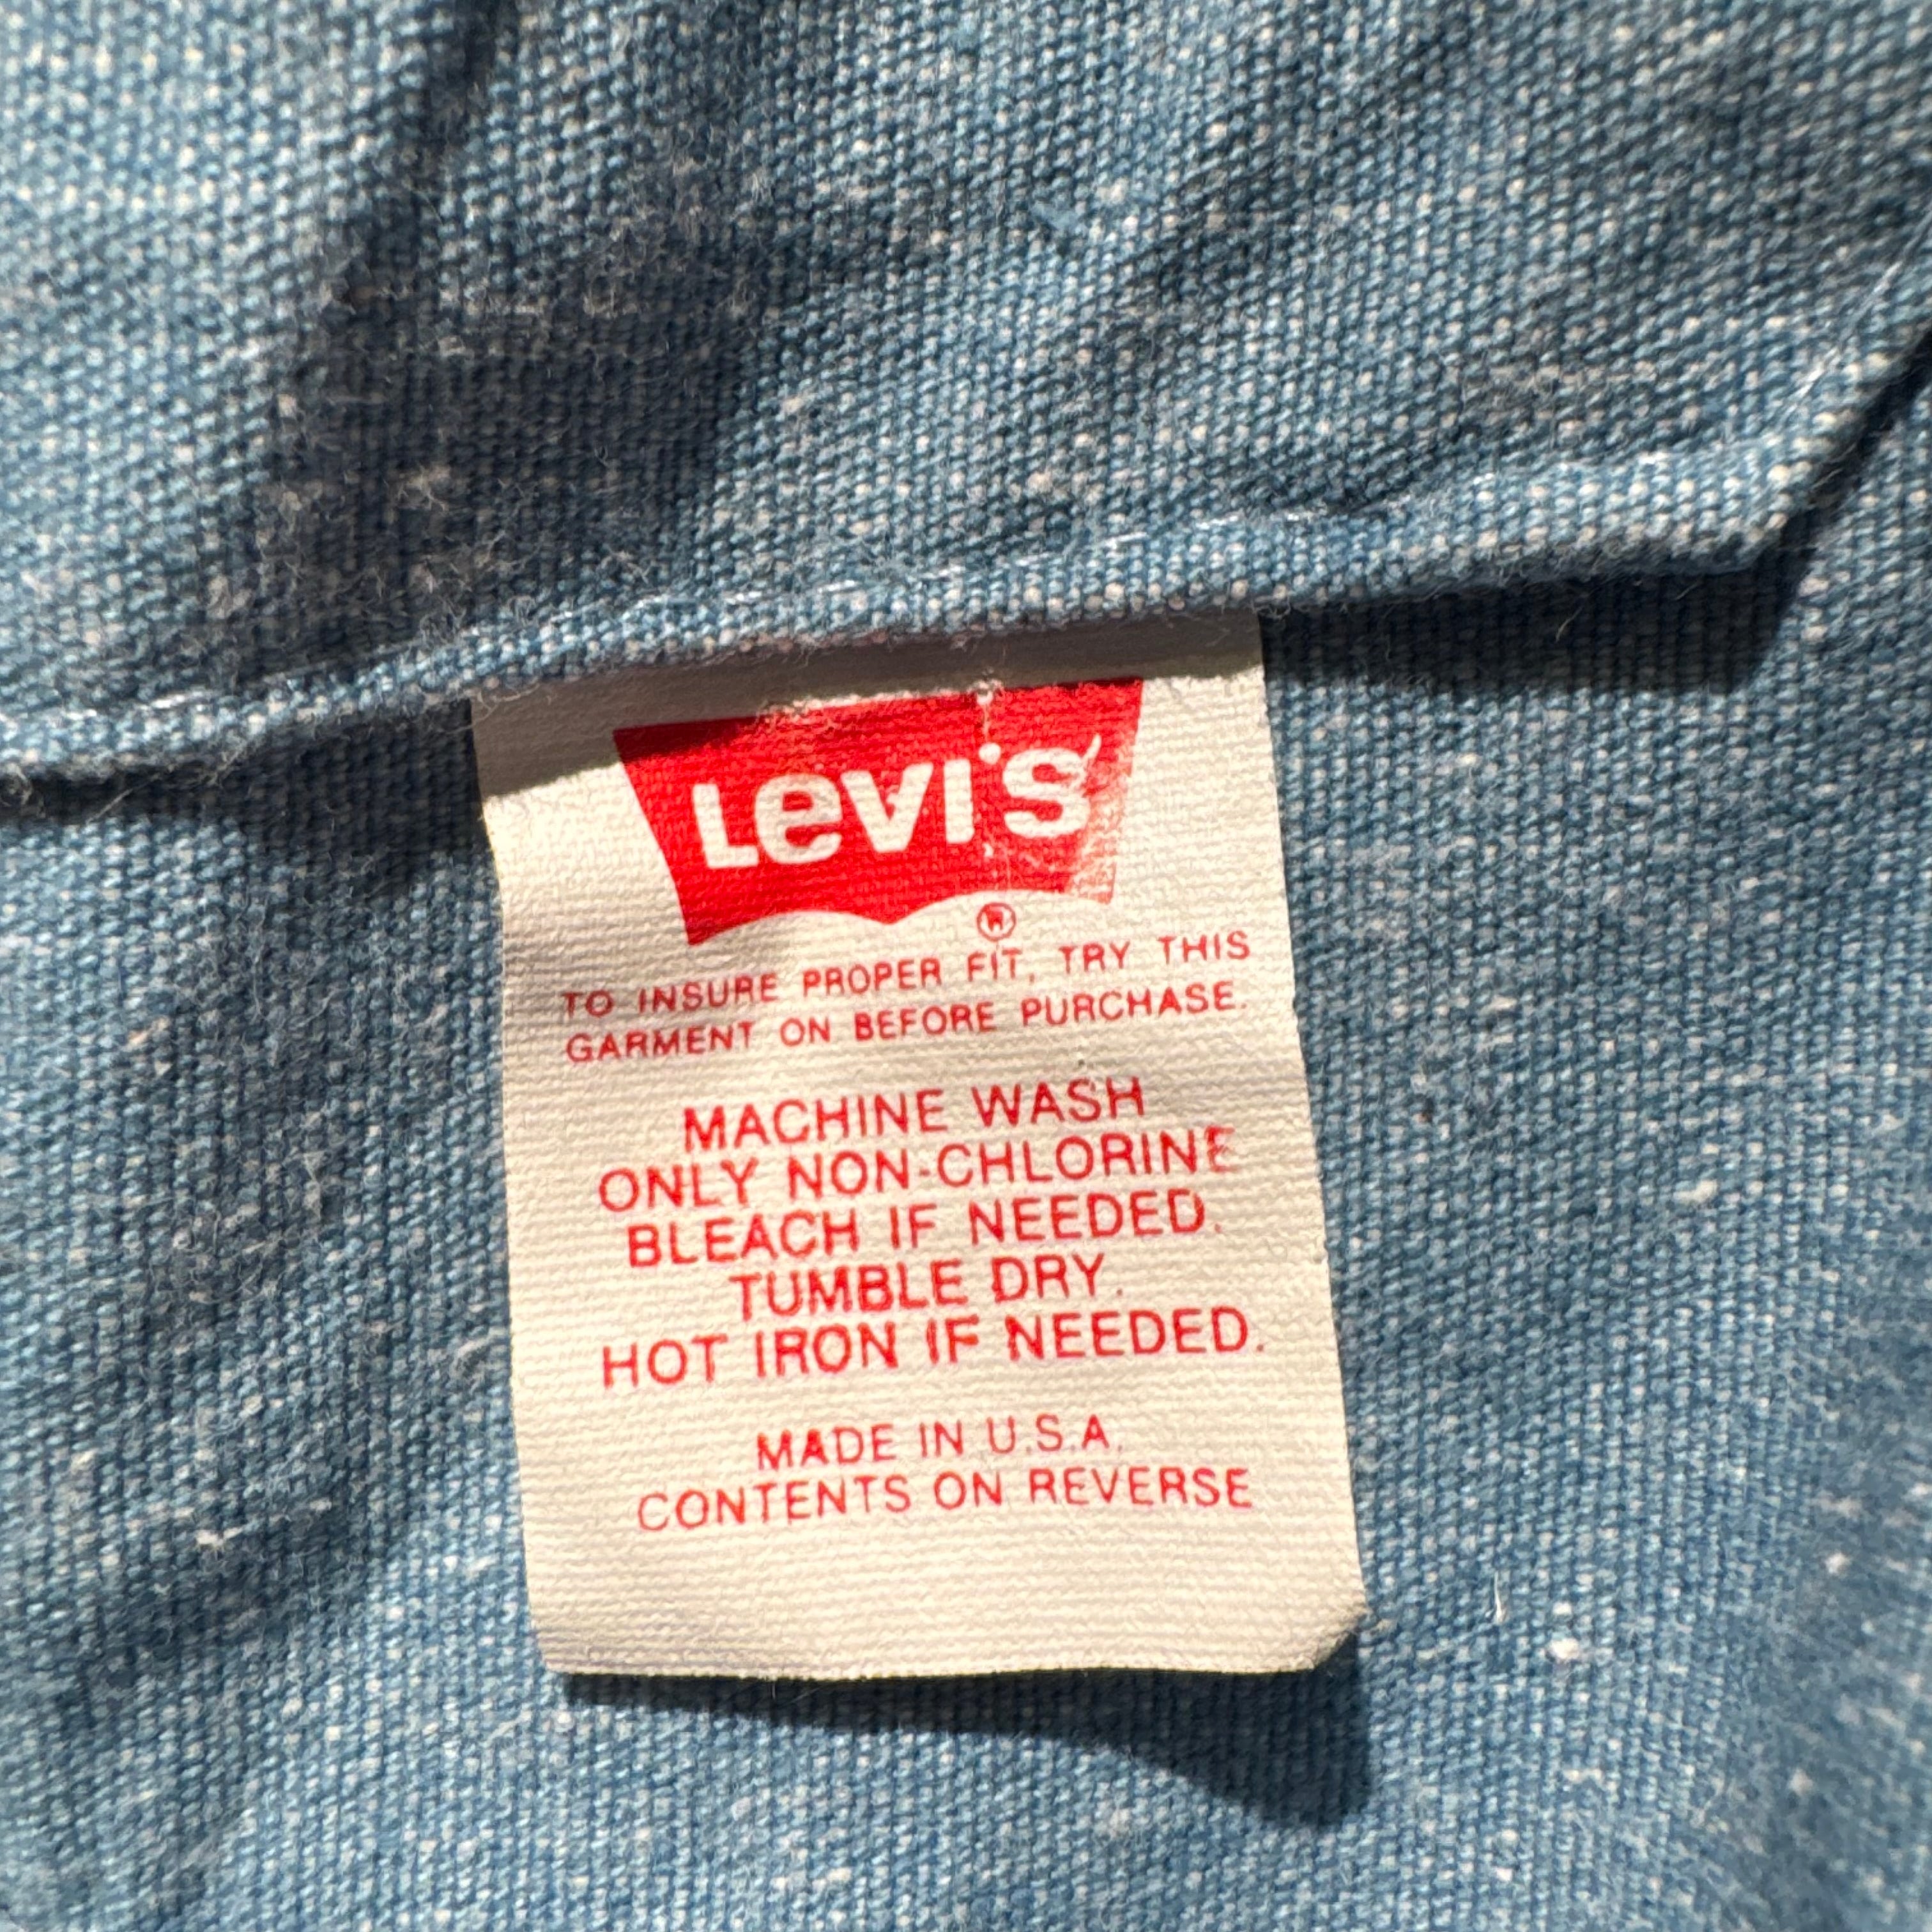 Levi's
®
TO INSURE PROPER FIT, TRY THIS
GARMENT ON BEFORE PURCHASE.
MACHINE WASH
ONLY NON-CHLORINE
BLEACH IF NEEDED.
TUMBLE DRY.
HOT IRON IF NEEDED.
MADE IN U.S.A.
CONTENTS ON REVERSE